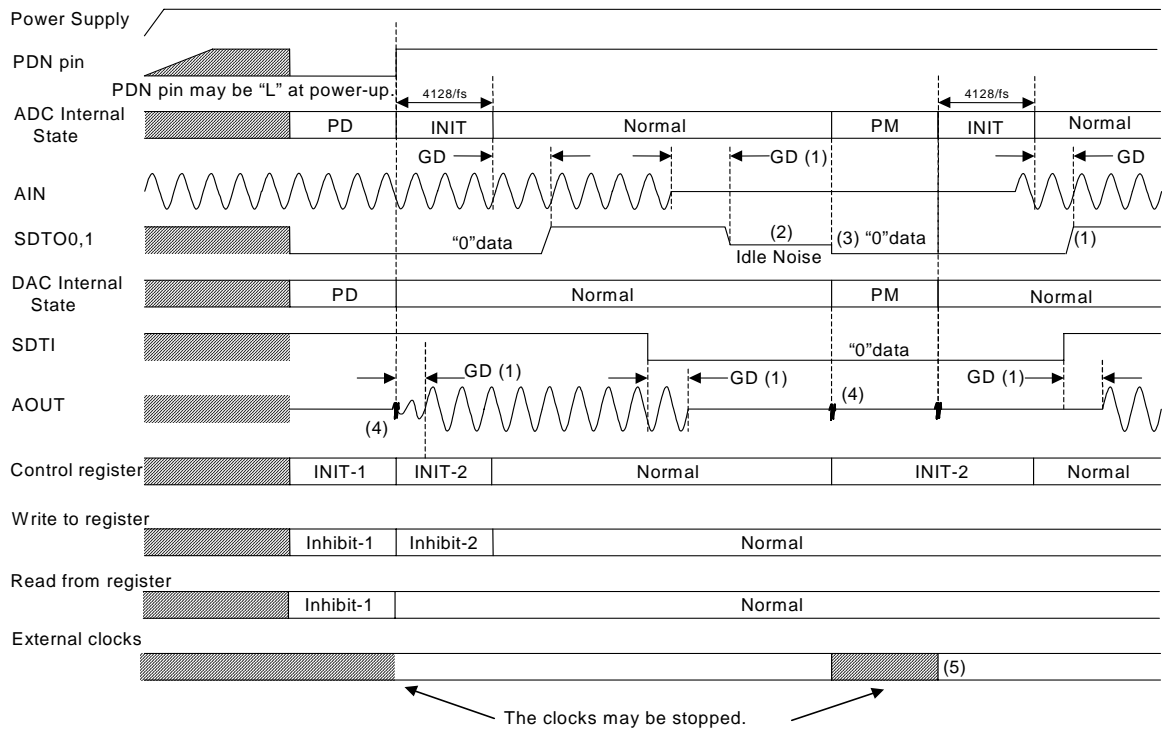 Power Supply
PDN pin
PDN pin may be "L" at power-up.
4128/fs
4128/fs
ADC Internal
State
PD
INIT
Normal
PM
INIT
Normal
GD
GD (1)
GD
AIN
SDTO0,1
"0"data
(2)
Idle Noise
(3) "0"data
(1)
DAC Internal
State
PD
Normal
PM
Normal
SDTI
"0"data
GD (1)
GD (1)
GD (1)
AOUT
(4)
(4)
Control register
INIT-1
INIT-2
Normal
INIT-2
Normal
Write to register
Inhibit-1
Inhibit-2
Normal
Read from register
Inhibit-1
Normal
External clocks
(5)
The clocks may be stopped.